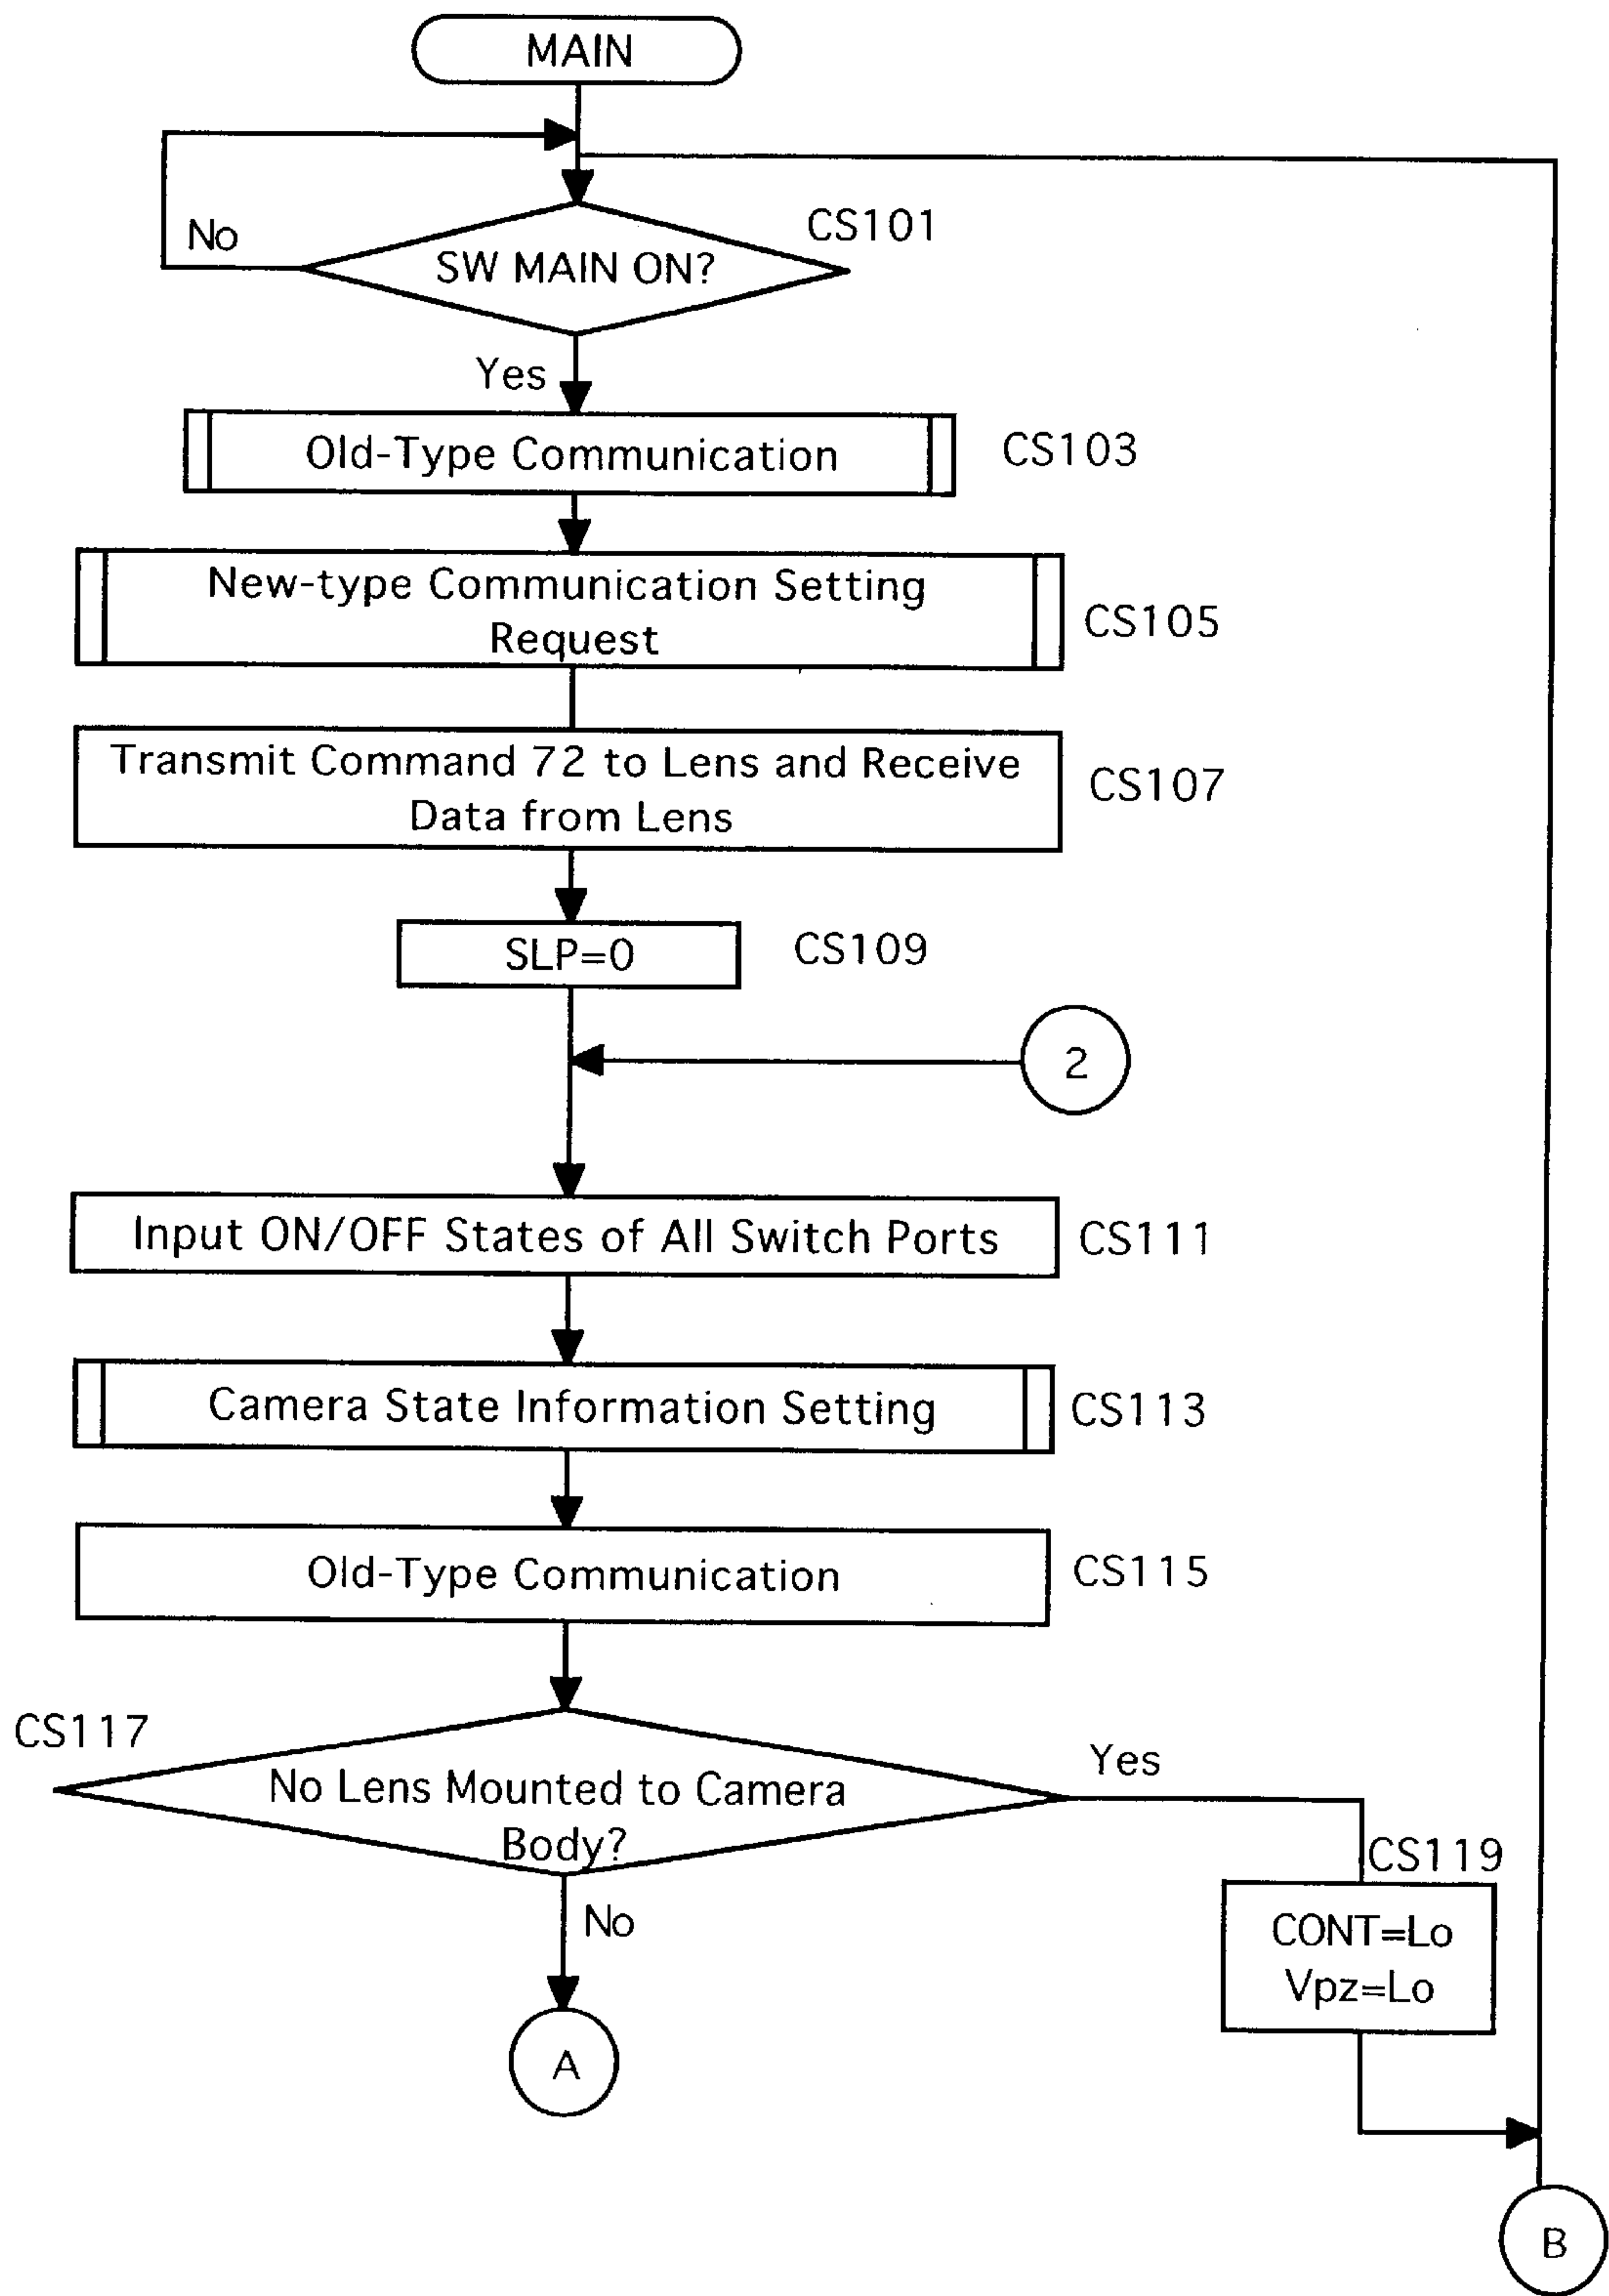 MAIN
CS101
No
SW MAIN ON?
Yes
Old-Type Communication
CS103
New-type Communication Setting
Request
CS105
Transmit Command 72 to Lens and Receive
Data from Lens
CS107
SLP=0
CS109
2
Input ON/OFF States of All Switch Ports
CS111
Camera State Information Setting
CS113
Old-Type Communication
CS115
CS117
No Lens Mounted to Camera
Body?
Yes
CS119
CONT=Lo
Vpz=Lo
No
A
B